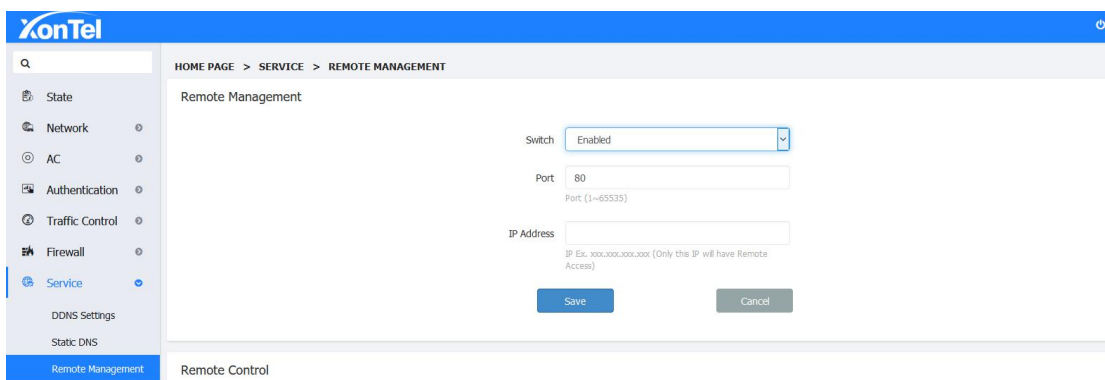 XonTel
HOME PAGE > SERVICE > REMOTE MANAGEMENT
State
Network
AC
Authentication
Traffic Control
Firewall
Service
DDNS Settings
Static DNS
Remote Management
Remote Management
Switch Enabled
Port 80
Port (1~65535)
IP Address
IP Ex. xxx.xxx.xxx.xxx (Only this IP will have Remote
Access)
Save Cancel
Remote Control